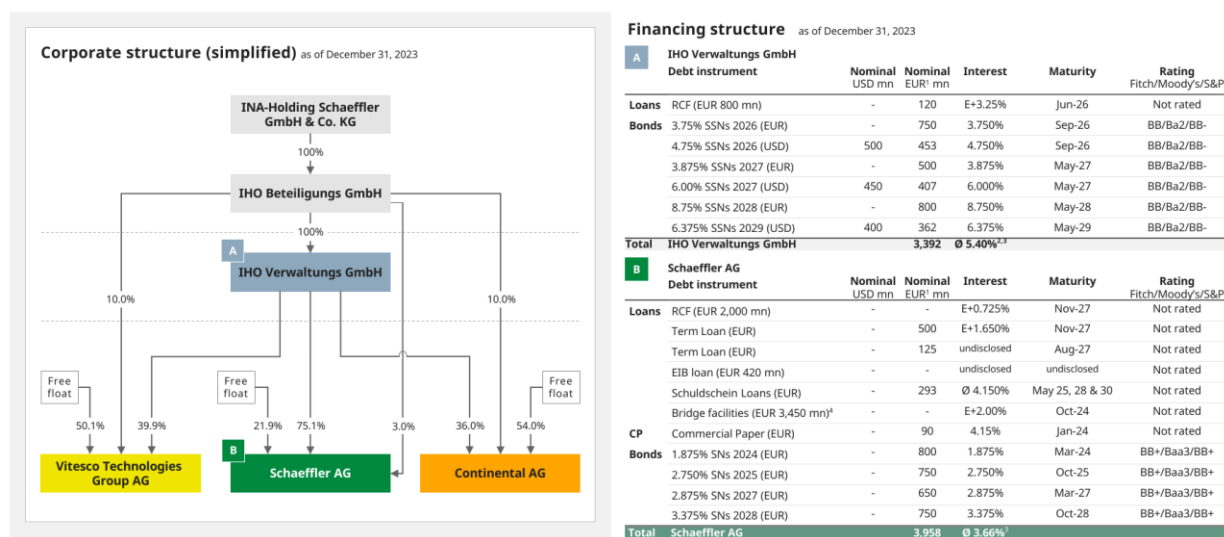 Corporate structure (simplified) as of December 31, 2023
INA-Holding Schaeffler
GmbH & Co. KG
100%
IHO Beteiligungs GmbH
100%
A
IHO Verwaltungs GmbH
10.0%
10.0%
Free
float
Free
float
Free
float
50.1%
39.9%
21.9%
75.1%
3.0%
36.0%
54.0%
B
Vitesco Technologies
Group AG
Schaeffler AG
Continental AG
Financing structure as of December 31, 2023
A IHO Verwaltungs GmbH
Debt instrument Nominal Nominal Interest Maturity Rating
USD mn EUR¹ mn Fitch/Moody's/S&P
Loans RCF (EUR 800 mn) - 120 E+3.25% Jun-26 Not rated
Bonds 3.75% SSNs 2026 (EUR) - 750 3.750% Sep-26 BB/Ba2/BB-
4.75% SSNs 2026 (USD) 500 453 4.750% Sep-26 BB/Ba2/BB-
3.875% SSNs 2027 (EUR) - 500 3.875% May-27 BB/Ba2/BB-
6.00% SSNs 2027 (USD) 450 407 6.000% May-27 BB/Ba2/BB-
8.75% SSNs 2028 (EUR) - 800 8.750% May-28 BB/Ba2/BB-
6.375% SSNs 2029 (USD) 400 362 6.375% May-29 BB/Ba2/BB-
Total IHO Verwaltungs GmbH 3,392 Ø 5.40%²,³
B Schaeffler AG
Debt instrument Nominal Nominal Interest Maturity Rating
USD mn EUR¹ mn Fitch/Moody's/S&P
Loans RCF (EUR 2,000 mn) - - E+0.725% Nov-27 Not rated
Term Loan (EUR) - 500 E+1.650% Nov-27 Not rated
Term Loan (EUR) - 125 undisclosed Aug-27 Not rated
EIB loan (EUR 420 mn) - - undisclosed undisclosed Not rated
Schuldschein Loans (EUR) - 293 Ø 4.150% May 25, 28 & 30 Not rated
Bridge facilities (EUR 3,450 mn)⁴ - - E+2.00% Oct-24 Not rated
CP Commercial Paper (EUR) - 90 4.15% Jan-24 Not rated
Bonds 1.875% SNs 2024 (EUR) - 800 1.875% Mar-24 BB+/Baa3/BB+
2.750% SNs 2025 (EUR) - 750 2.750% Oct-25 BB+/Baa3/BB+
2.875% SNs 2027 (EUR) - 650 2.875% Mar-27 BB+/Baa3/BB+
3.375% SNs 2028 (EUR) - 750 3.375% Oct-28 BB+/Baa3/BB+
Total Schaeffler AG 3,958 Ø 3.66%³